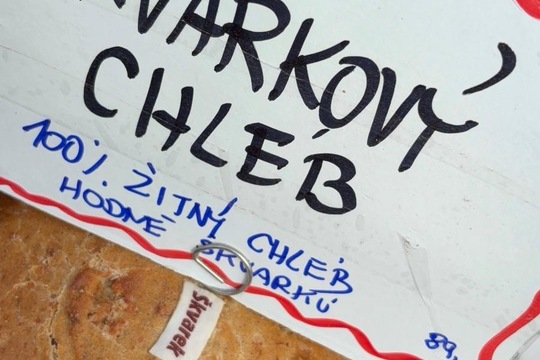 VARKOVÝ
CHLÉB
100% ŽITNÝ CHLÉB
HODNĚ ŠKVARKŮ
Škvarek
89,